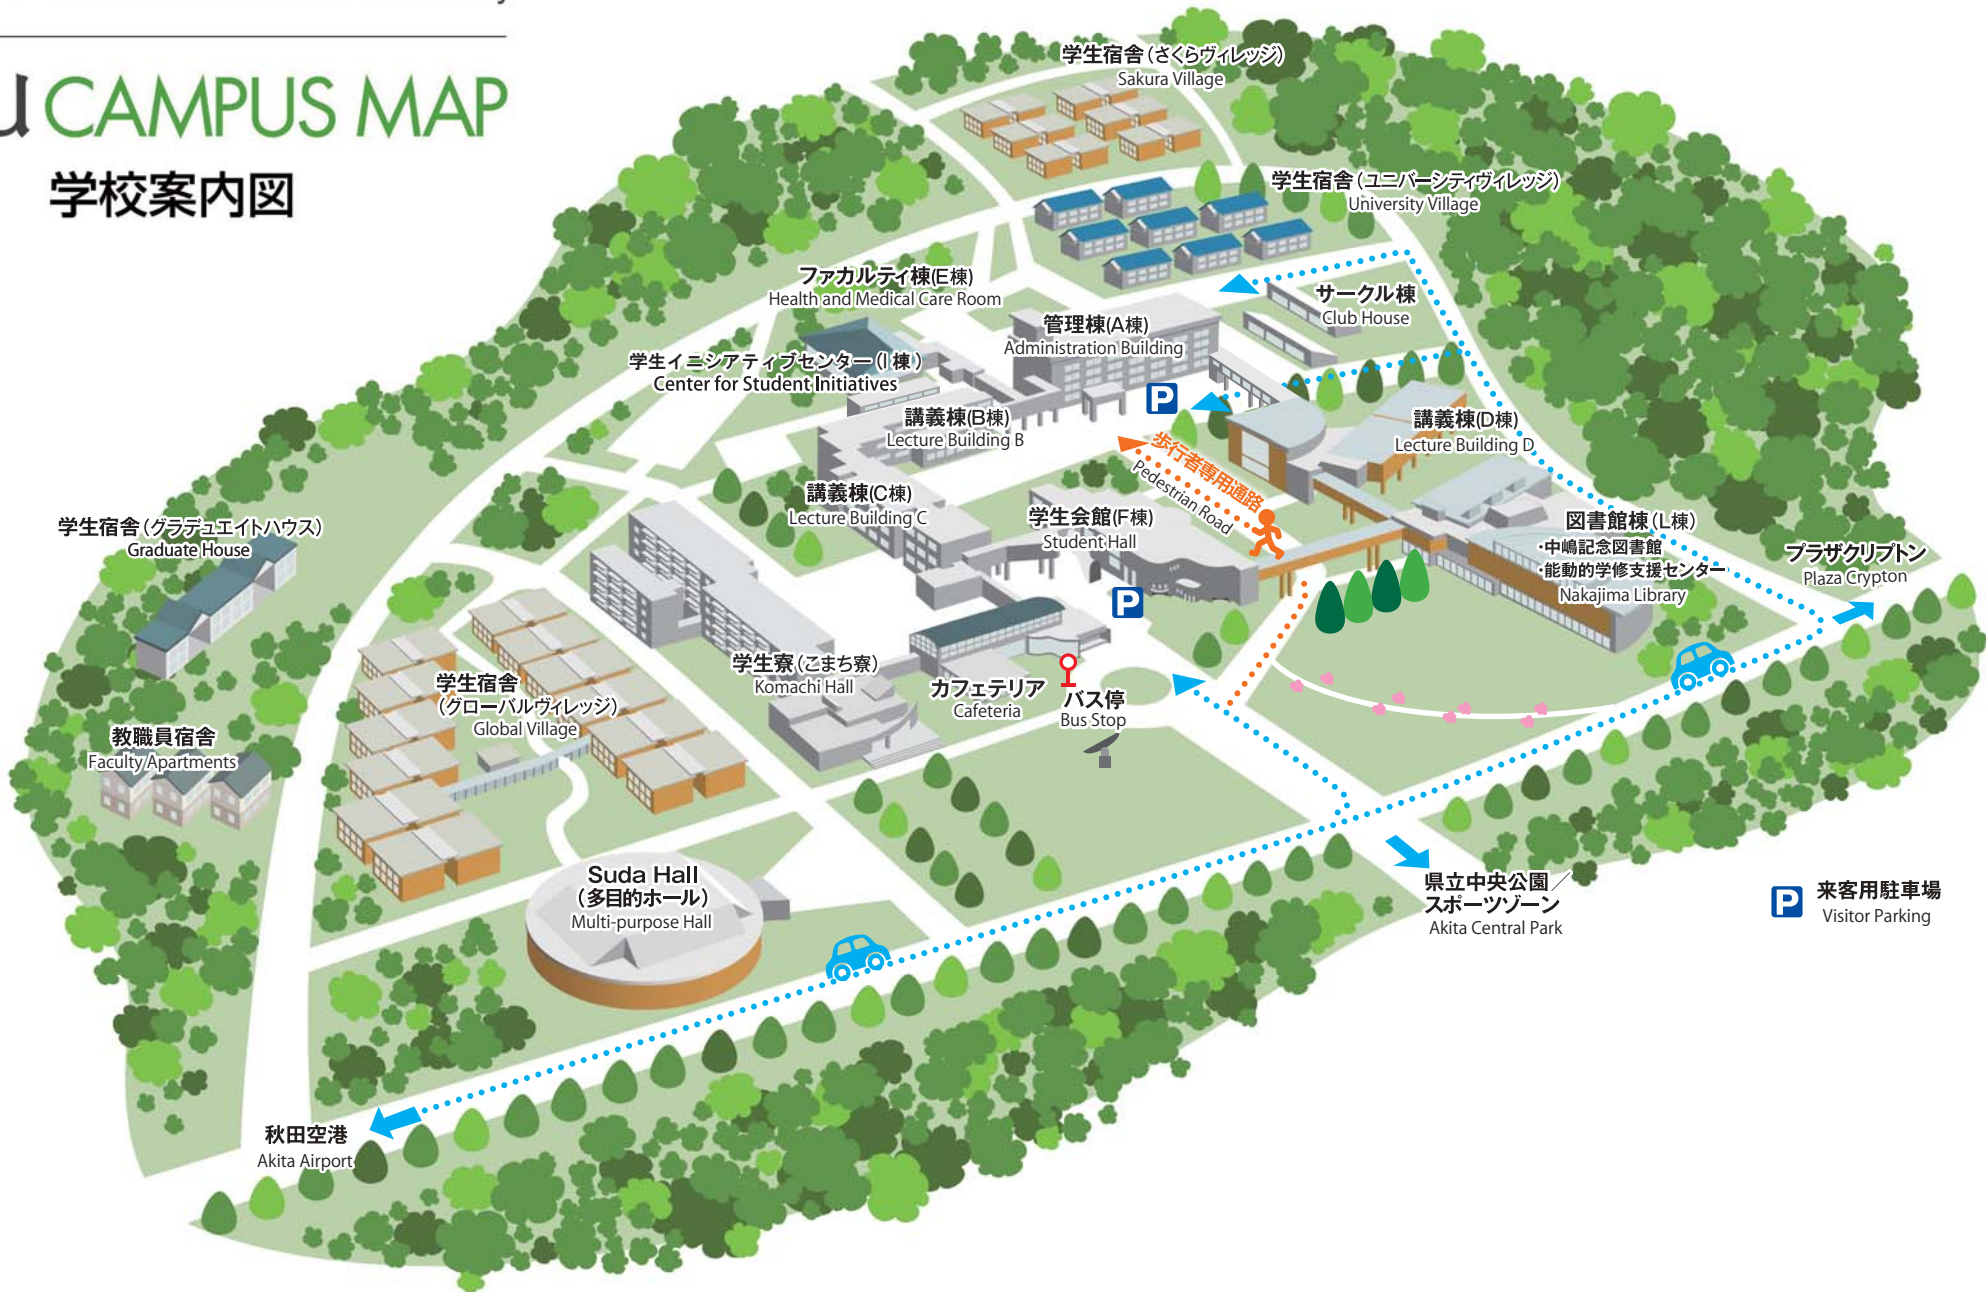 CAMPUS MAP
学校案内図
学生宿舎（さくらヴィレッジ）
Sakura Village
学生宿舎（ユニバーシティヴィレッジ）
University Village
ファカルティ棟(E棟)
Health and Medical Care Room
サークル棟
Club House
管理棟(A棟)
Administration Building
学生イニシアティブセンター（I 棟）
Center for Student Initiatives
P
講義棟(B棟)
Lecture Building B
講義棟(D棟)
Lecture Building D
歩行者専用通路
Pedestrian Road
講義棟(C棟)
Lecture Building C
学生会館(F棟)
Student Hall
学生宿舎（グラデュエイトハウス）
Graduate House
図書館棟（L棟）
・中嶋記念図書館
・能動的学修支援センター
Nakajima Library
プラザクリプトン
Plaza Crypton
P
学生寮（こまち寮）
Komachi Hall
カフェテリア
Cafeteria
バス停
Bus Stop
学生宿舎
（グローバルヴィレッジ）
Global Village
教職員宿舎
Faculty Apartments
Suda Hall
（多目的ホール）
Multi-purpose Hall
県立中央公園／
スポーツゾーン
Akita Central Park
P
来客用駐車場
Visitor Parking
秋田空港
Akita Airport